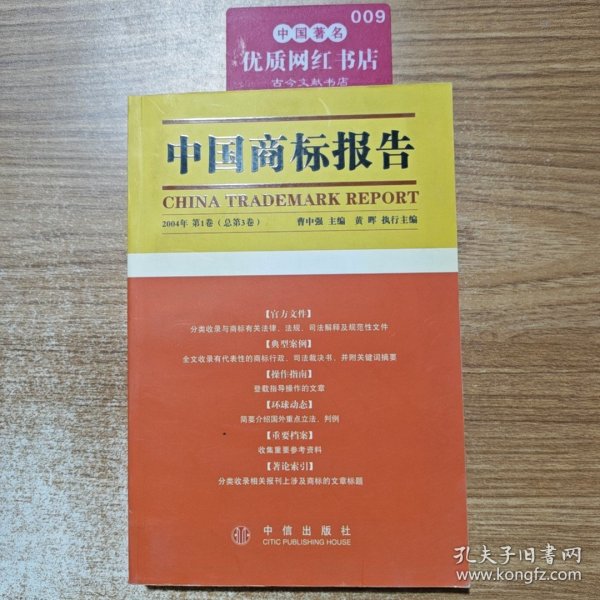 009
中国著名
优质网红书店
古今文献书店
中国商标报告
CHINA TRADEMARK REPORT
2004年 第1卷（总第3卷）
曹中强 主编 黄 晖 执行主编
【官方文件】
分类收录与商标有关法律、法规、司法解释及规范性文件
【典型案例】
全文收录有代表性的商标行政、司法裁决书，并附关键词摘要
【操作指南】
登载指导操作的文章
【环球动态】
简要介绍国外重点立法、判例
【重要档案】
收集重要参考资料
【著论索引】
分类收录相关报刊上涉及商标的文章标题
中信出版社
CITIC PUBLISHING HOUSE
孔夫子旧书网
www.kongfz.com